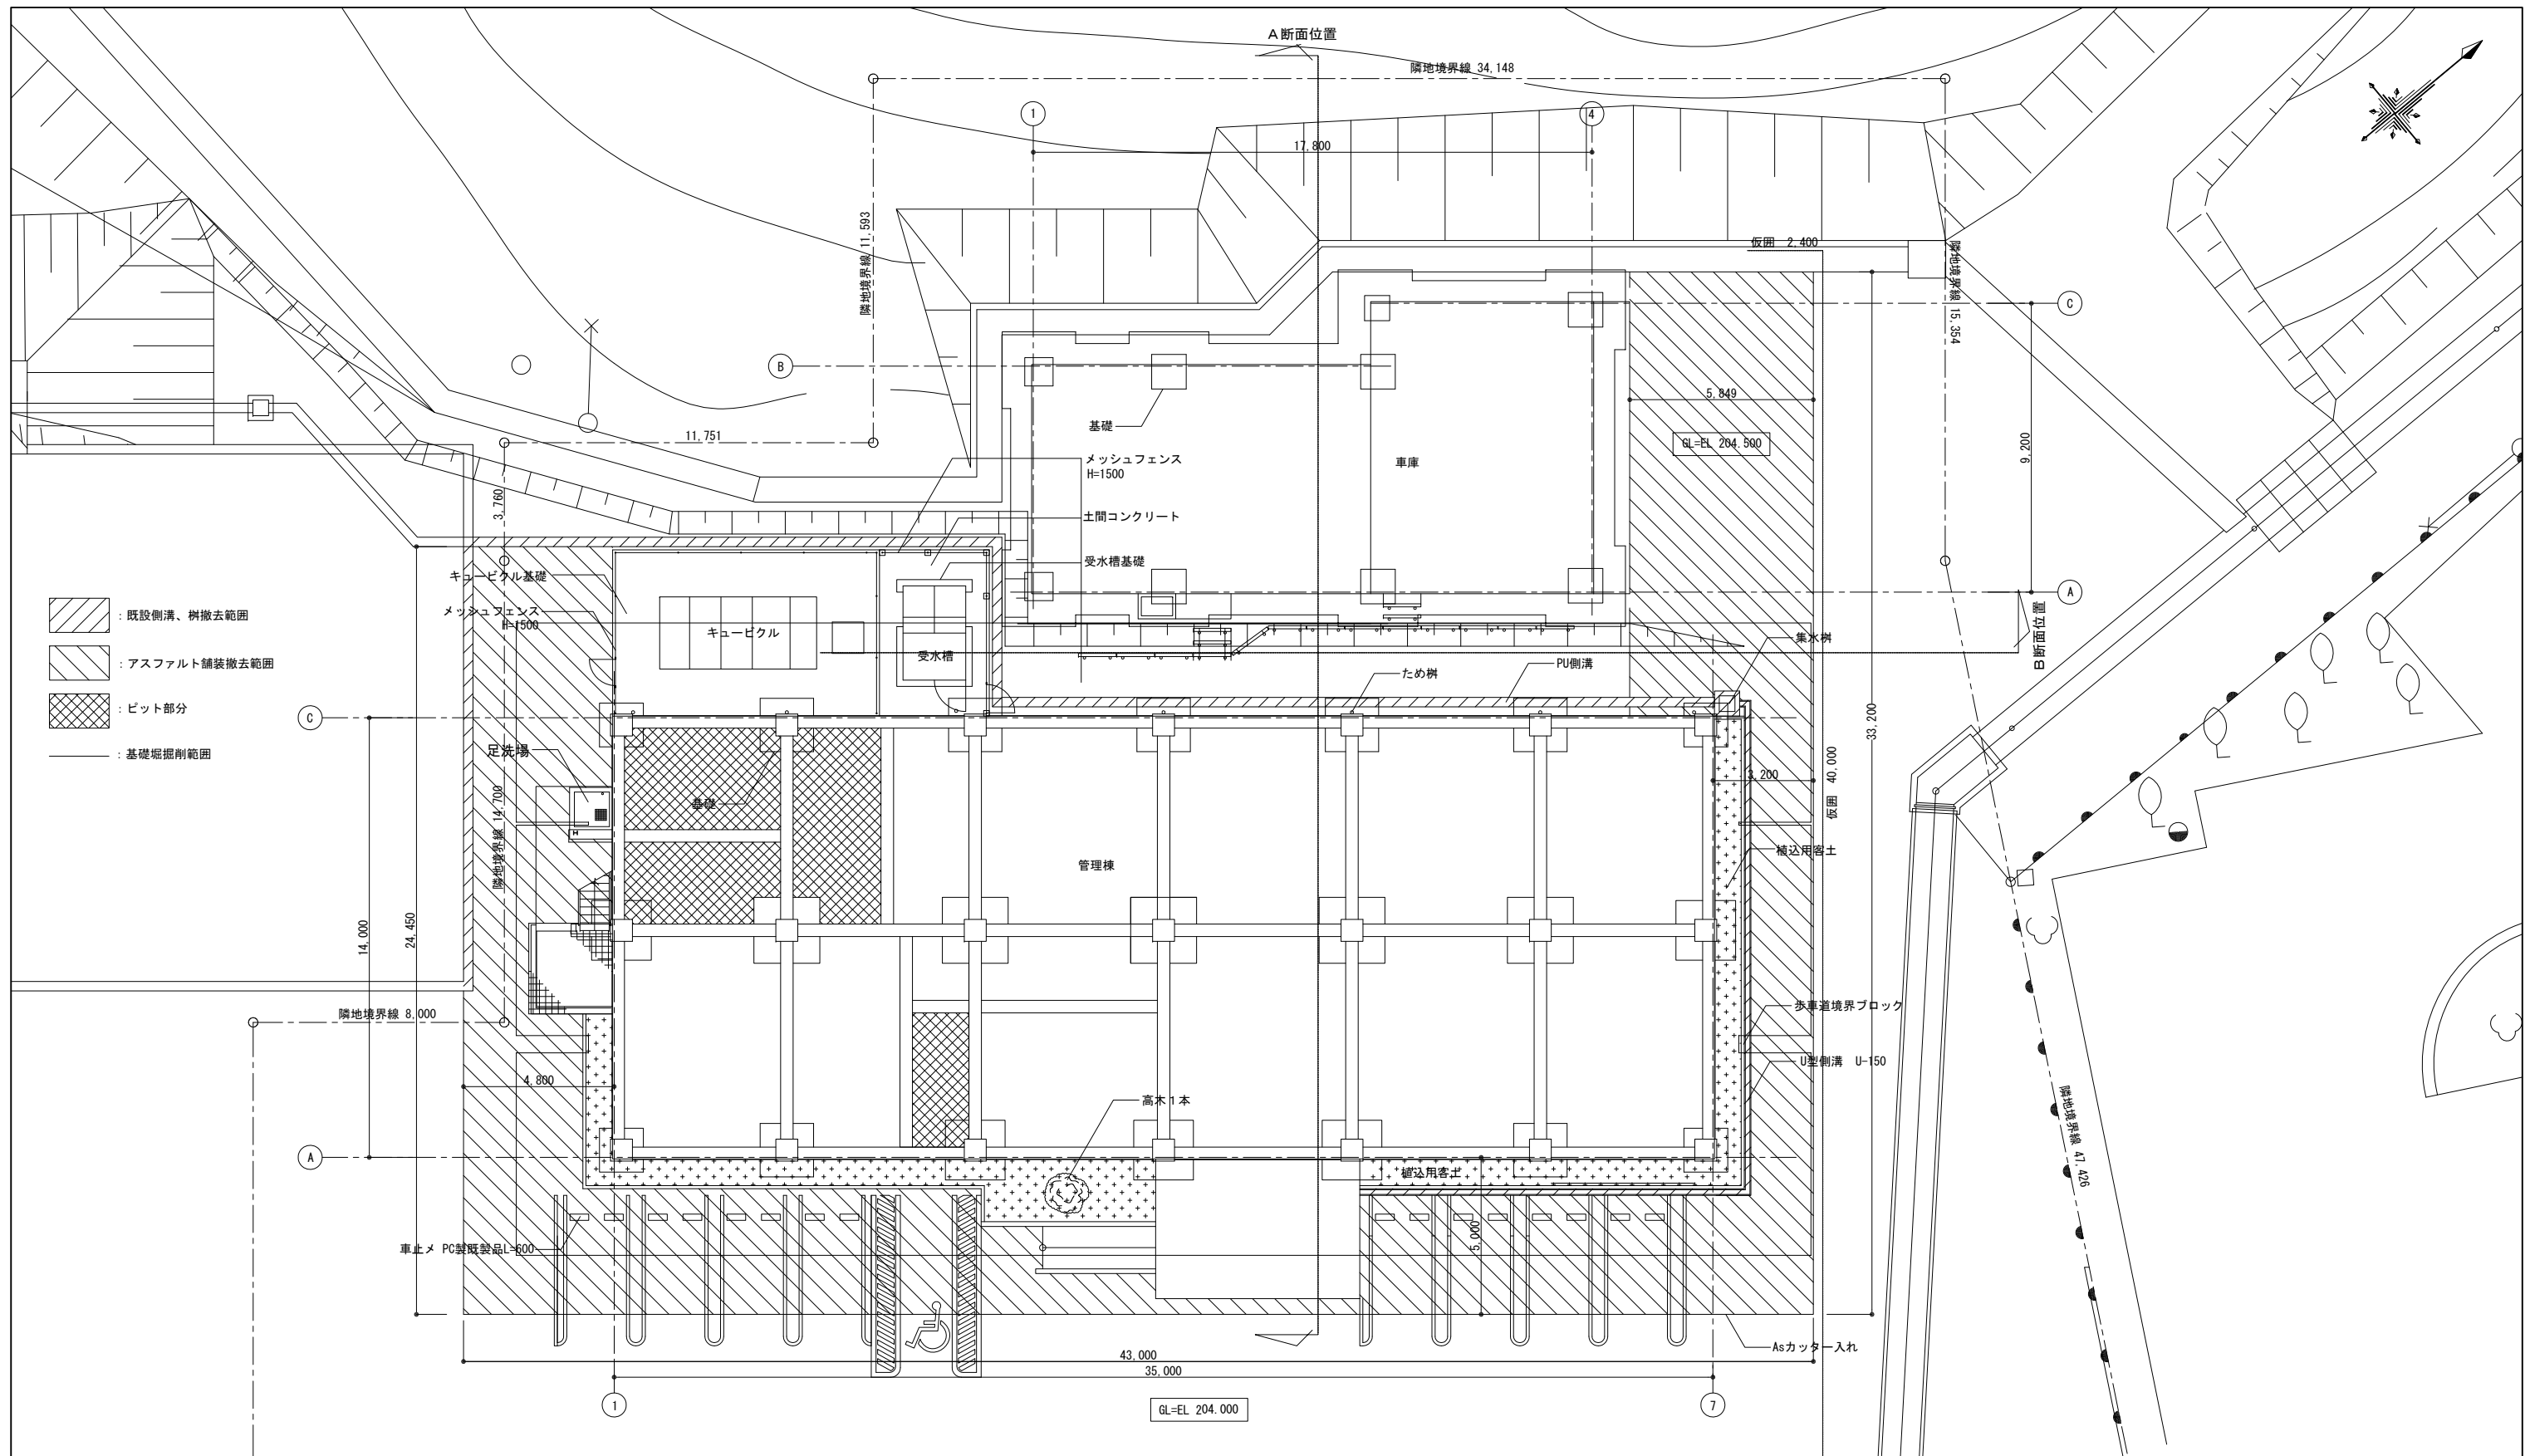 A断面位置
隣地境界線 34,148
1
4
17,800
隣地境界線 11,593
仮囲 2,400
隣地境界線 15,354
C
B
5,849
基礎
GL=EL 204.500
9,200
11,751
メッシュフェンス
H=1500
車庫
3,760
土間コンクリート
受水槽基礎
キュービクル基礎
A
：既設側溝、桝撤去範囲
メッシュフェンス
H=1500
キュービクル
B断面位置
集水桝
：アスファルト舗装撤去範囲
受水槽
PU側溝
ため桝
：ピット部分
C
33,200
足洗場
：基礎堀掘削範囲
3,200
仮囲 40,000
基礎
隣地境界線 14,700
植込用客土
管理棟
14,000
24,450
歩車道境界ブロック
隣地境界線 8,000
U型側溝 U-150
4,800
高木1本
隣地境界線 47,426
A
植込用客土
車止メ PC製既製品L=600
5,000
Asカッター入れ
43,000
35,000
1
GL=EL 204.000
7